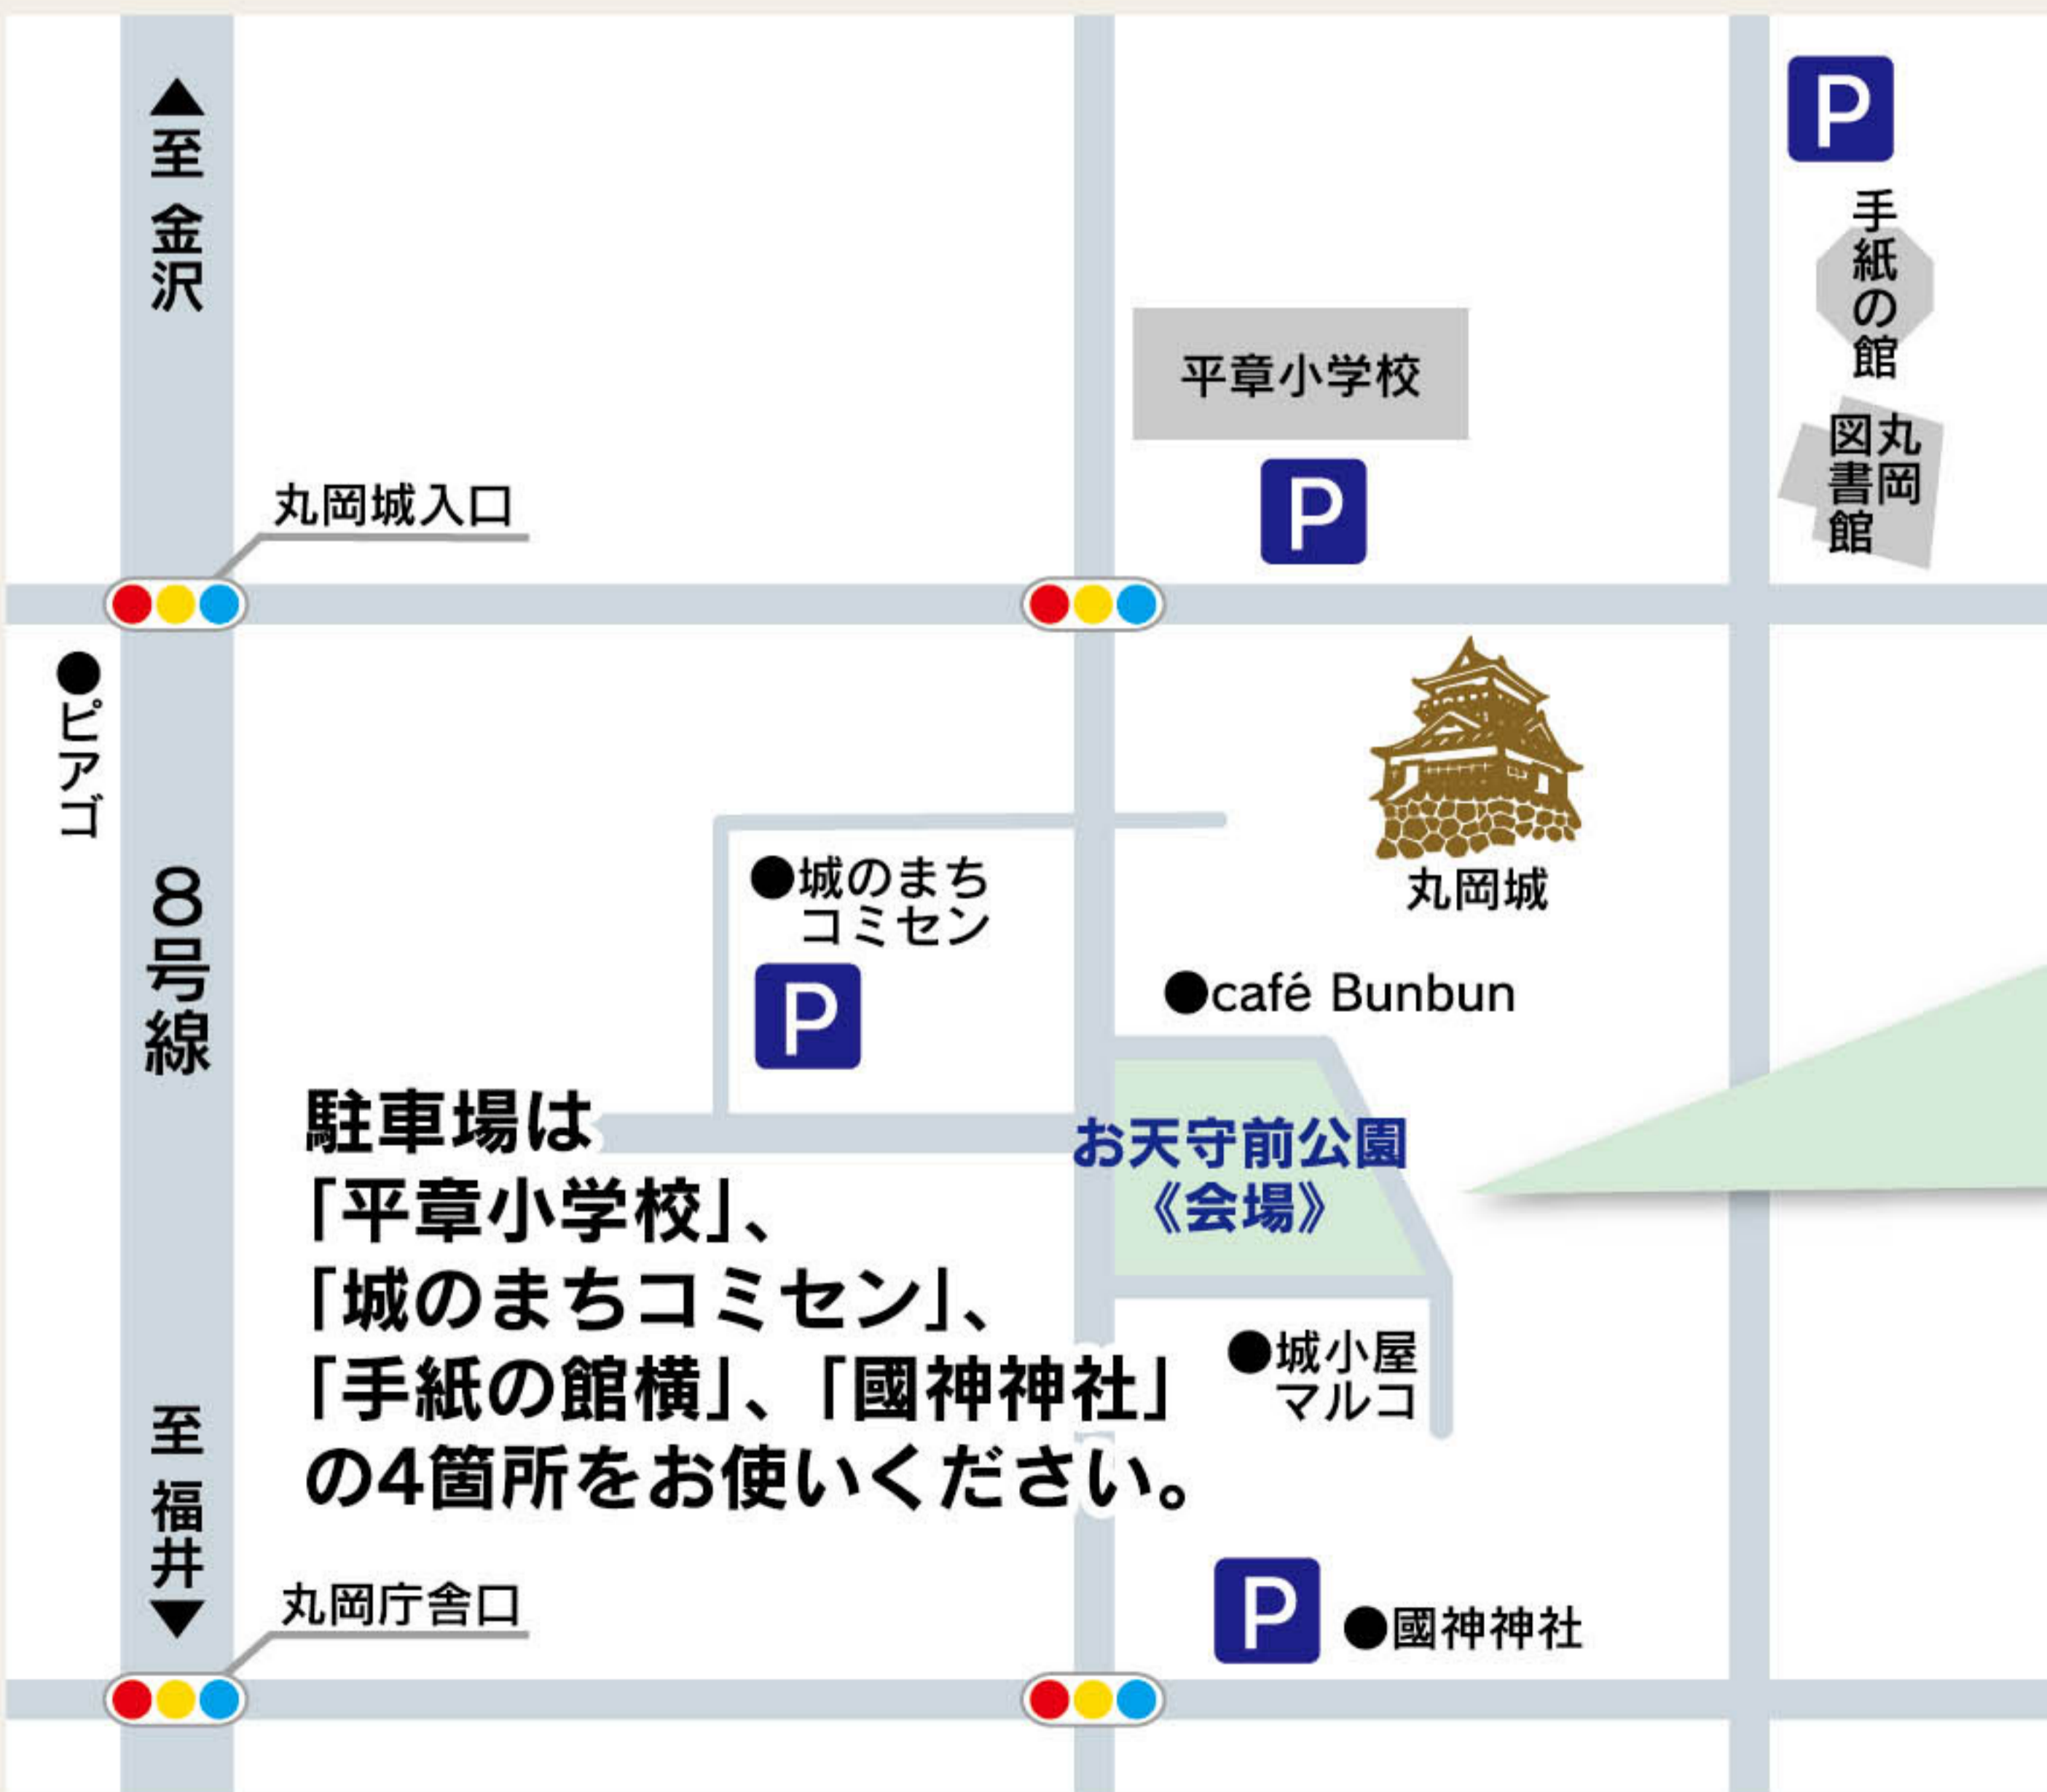 ▲至 金沢
P
手紙の館
平章小学校
丸岡
図書館
P
丸岡城入口
●ピアゴ
丸岡城
8号線
●城のまち
コミセン
P
●café Bunbun
お天守前公園
《会場》
駐車場は
「平章小学校」、
「城のまちコミセン」、
「手紙の館横」、「國神神社」
の4箇所をお使いください。
●城小屋
マルコ
至 福井▼
丸岡庁舎口
P
●國神神社